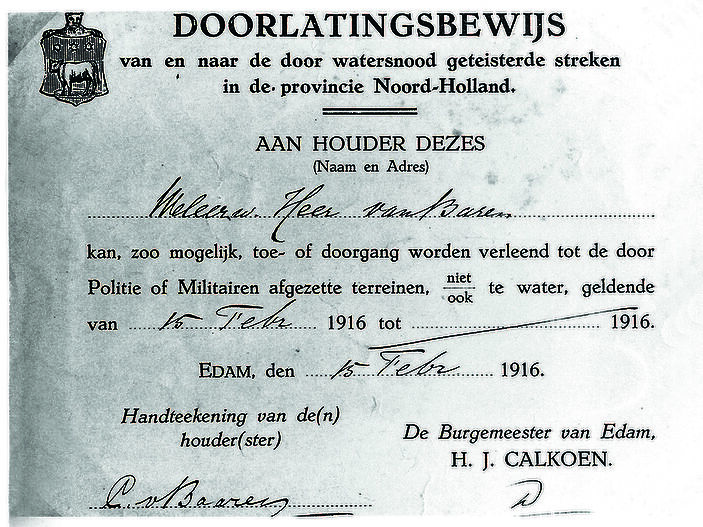 DOORLATINGSBEWIJS
van en naar de door watersnood geteisterde streken
in de provincie Noord-Holland.
AAN HOUDER DEZES
(Naam en Adres)
Weleerw. Heer van Baren
kan, zoo mogelijk, toe- of doorgang worden verleend tot de door
Politie of Militairen afgezette terreinen, niet/ook te water, geldende
van 15 Febr 1916 tot 1916.
EDAM, den 15 Febr 1916.
Handteekening van de(n)
houder(ster)
De Burgemeester van Edam,
H. J. CALKOEN.
C. v Baaren